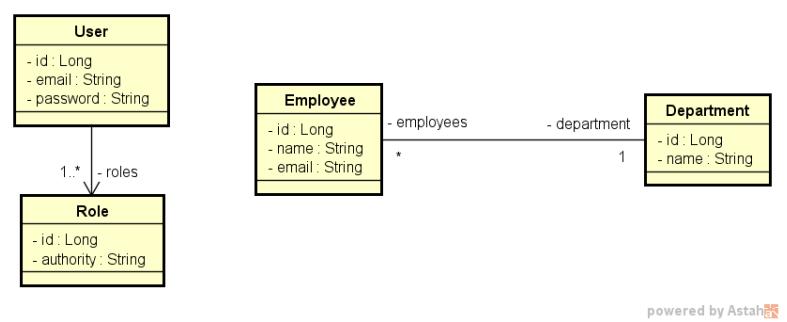 User
- id : Long
- email : String
- password : String
1..*
- roles
Role
- id : Long
- authority : String
Employee
- id : Long
- name : String
- email : String
- employees
*
- department
1
Department
- id : Long
- name : String
powered by Astah